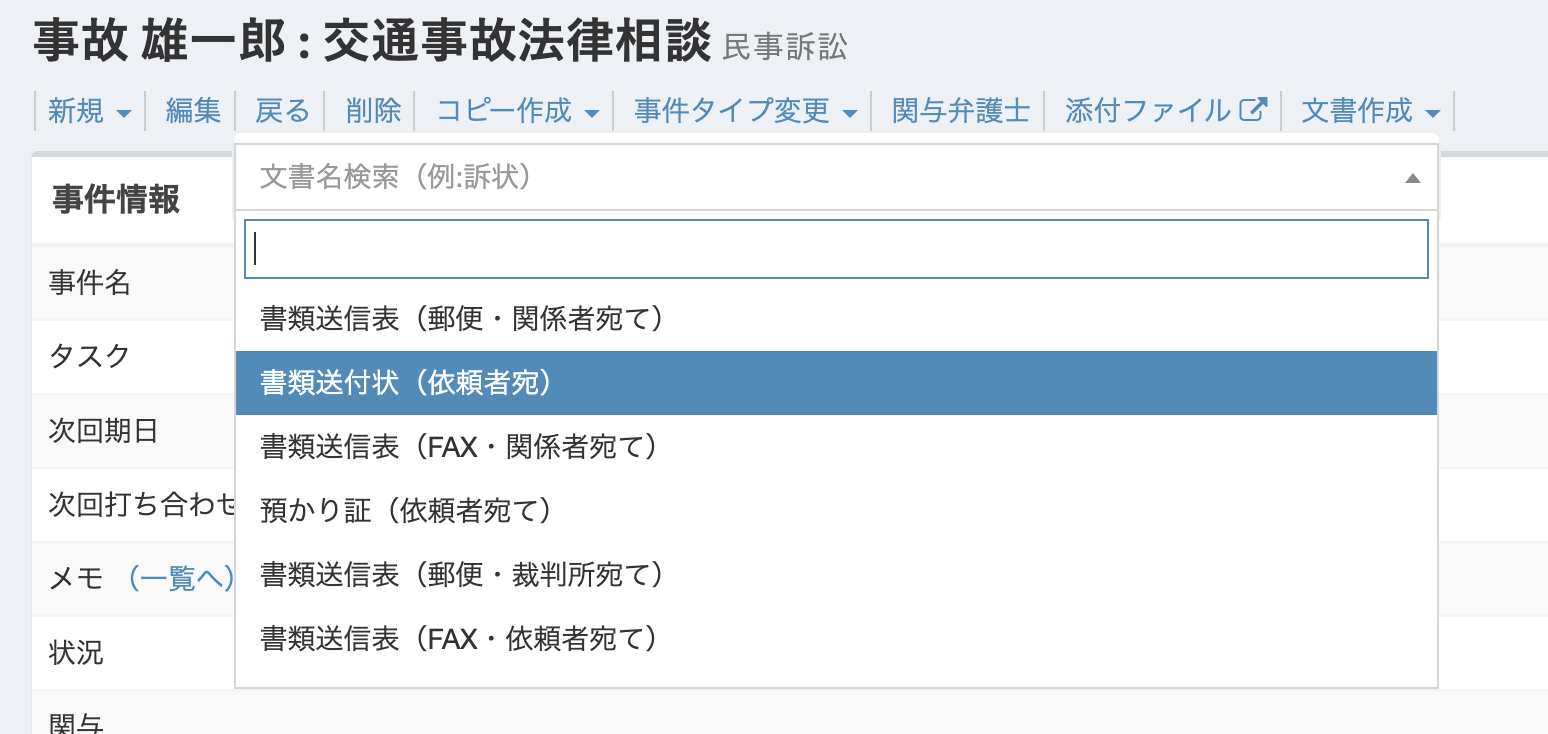 事故 雄一郎 : 交通事故法律相談 民事訴訟
新規 編集 戻る 削除 コピー作成 事件タイプ変更 関与弁護士 添付ファイル 文書作成
文書名検索（例:訴状）
事件情報
事件名
書類送信表（郵便・関係者宛て）
タスク
書類送付状（依頼者宛）
次回期日
書類送信表（FAX・関係者宛て）
次回打ち合わせ
預かり証（依頼者宛て）
メモ （一覧へ）
書類送信表（郵便・裁判所宛て）
状況
書類送信表（FAX・依頼者宛て）
関与